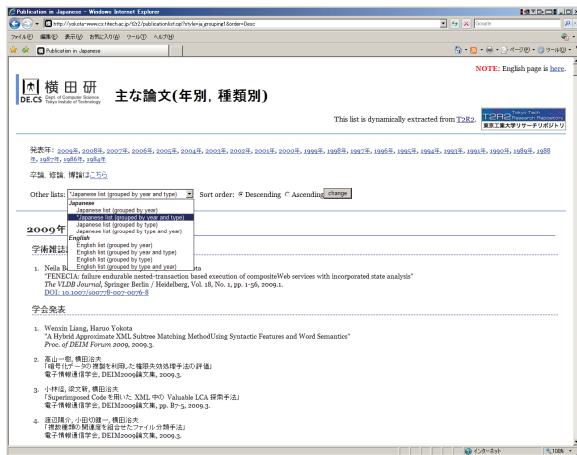 Publication in Japanese - Windows Internet Explorer
Google
ファイル(F) 編集(E) 表示(V) お気に入り(A) ツール(T) ヘルプ(H)
Publication in Japanese
ページ(P) ツール(O)
NOTE: English page is here.
横田研
DE.CS Dept. of Computer Science
Tokyo Institute of Technology
主な論文(年別, 種類別)
This list is dynamically extracted from T2R2.
T2R2 Tokyo Tech Research Repository
東京工業大学リサーチリポジトリ
発表年: 2009年, 2008年, 2007年, 2006年, 2005年, 2004年, 2003年, 2002年, 2001年, 2000年, 1999年, 1998年, 1997年, 1996年, 1995年, 1994年, 1993年, 1991年, 1990年, 1989年, 1988
年, 1987年, 1986年, 1984年
卒論, 修論, 博論はこちら
Other lists: *Japanese list (grouped by year and type) Sort order: Descending Ascending change
Japanese
Japanese list (grouped by year)
*Japanese list (grouped by year and type)
Japanese list (grouped by type)
Japanese list (grouped by type and year)
English
English list (grouped by year)
English list (grouped by year and type)
English list (grouped by type)
English list (grouped by type and year)
2009年
学術雑誌
1. Neila B
"FENECIA: failure endurable nested-transaction based execution of compositeWeb services with incorporated state analysis"
The VLDB Journal, Springer Berlin / Heidelberg, Vol. 18, No. 1, pp. 1-56, 2009.1.
DOI: 10.1007/s00778-007-0076-8
学会発表
1. Wenxin Liang, Haruo Yokota
"A Hybrid Approximate XML Subtree Matching MethodUsing Syntactic Features and Word Semantics"
Proc. of DEIM Forum 2009, 2009.3.
2. 高山一樹, 横田治夫
「暗号化データの複製を利用した権限失効処理手法の評価」
電子情報通信学会, DEIM2009論文集, 2009.3.
3. 小林径, 梁文新, 横田治夫
「Superimposed Codeを用いた XML 中の Valuable LCA 探索手法」
電子情報通信学会, DEIM2009論文集, pp. B7-5, 2009.3.
4. 渡辺陽介, 小田切健一, 横田治夫
「複数種類の関連度を組合せたファイル分類手法」
電子情報通信学会, DEIM2009論文集, 2009.3.
インターネット 100%